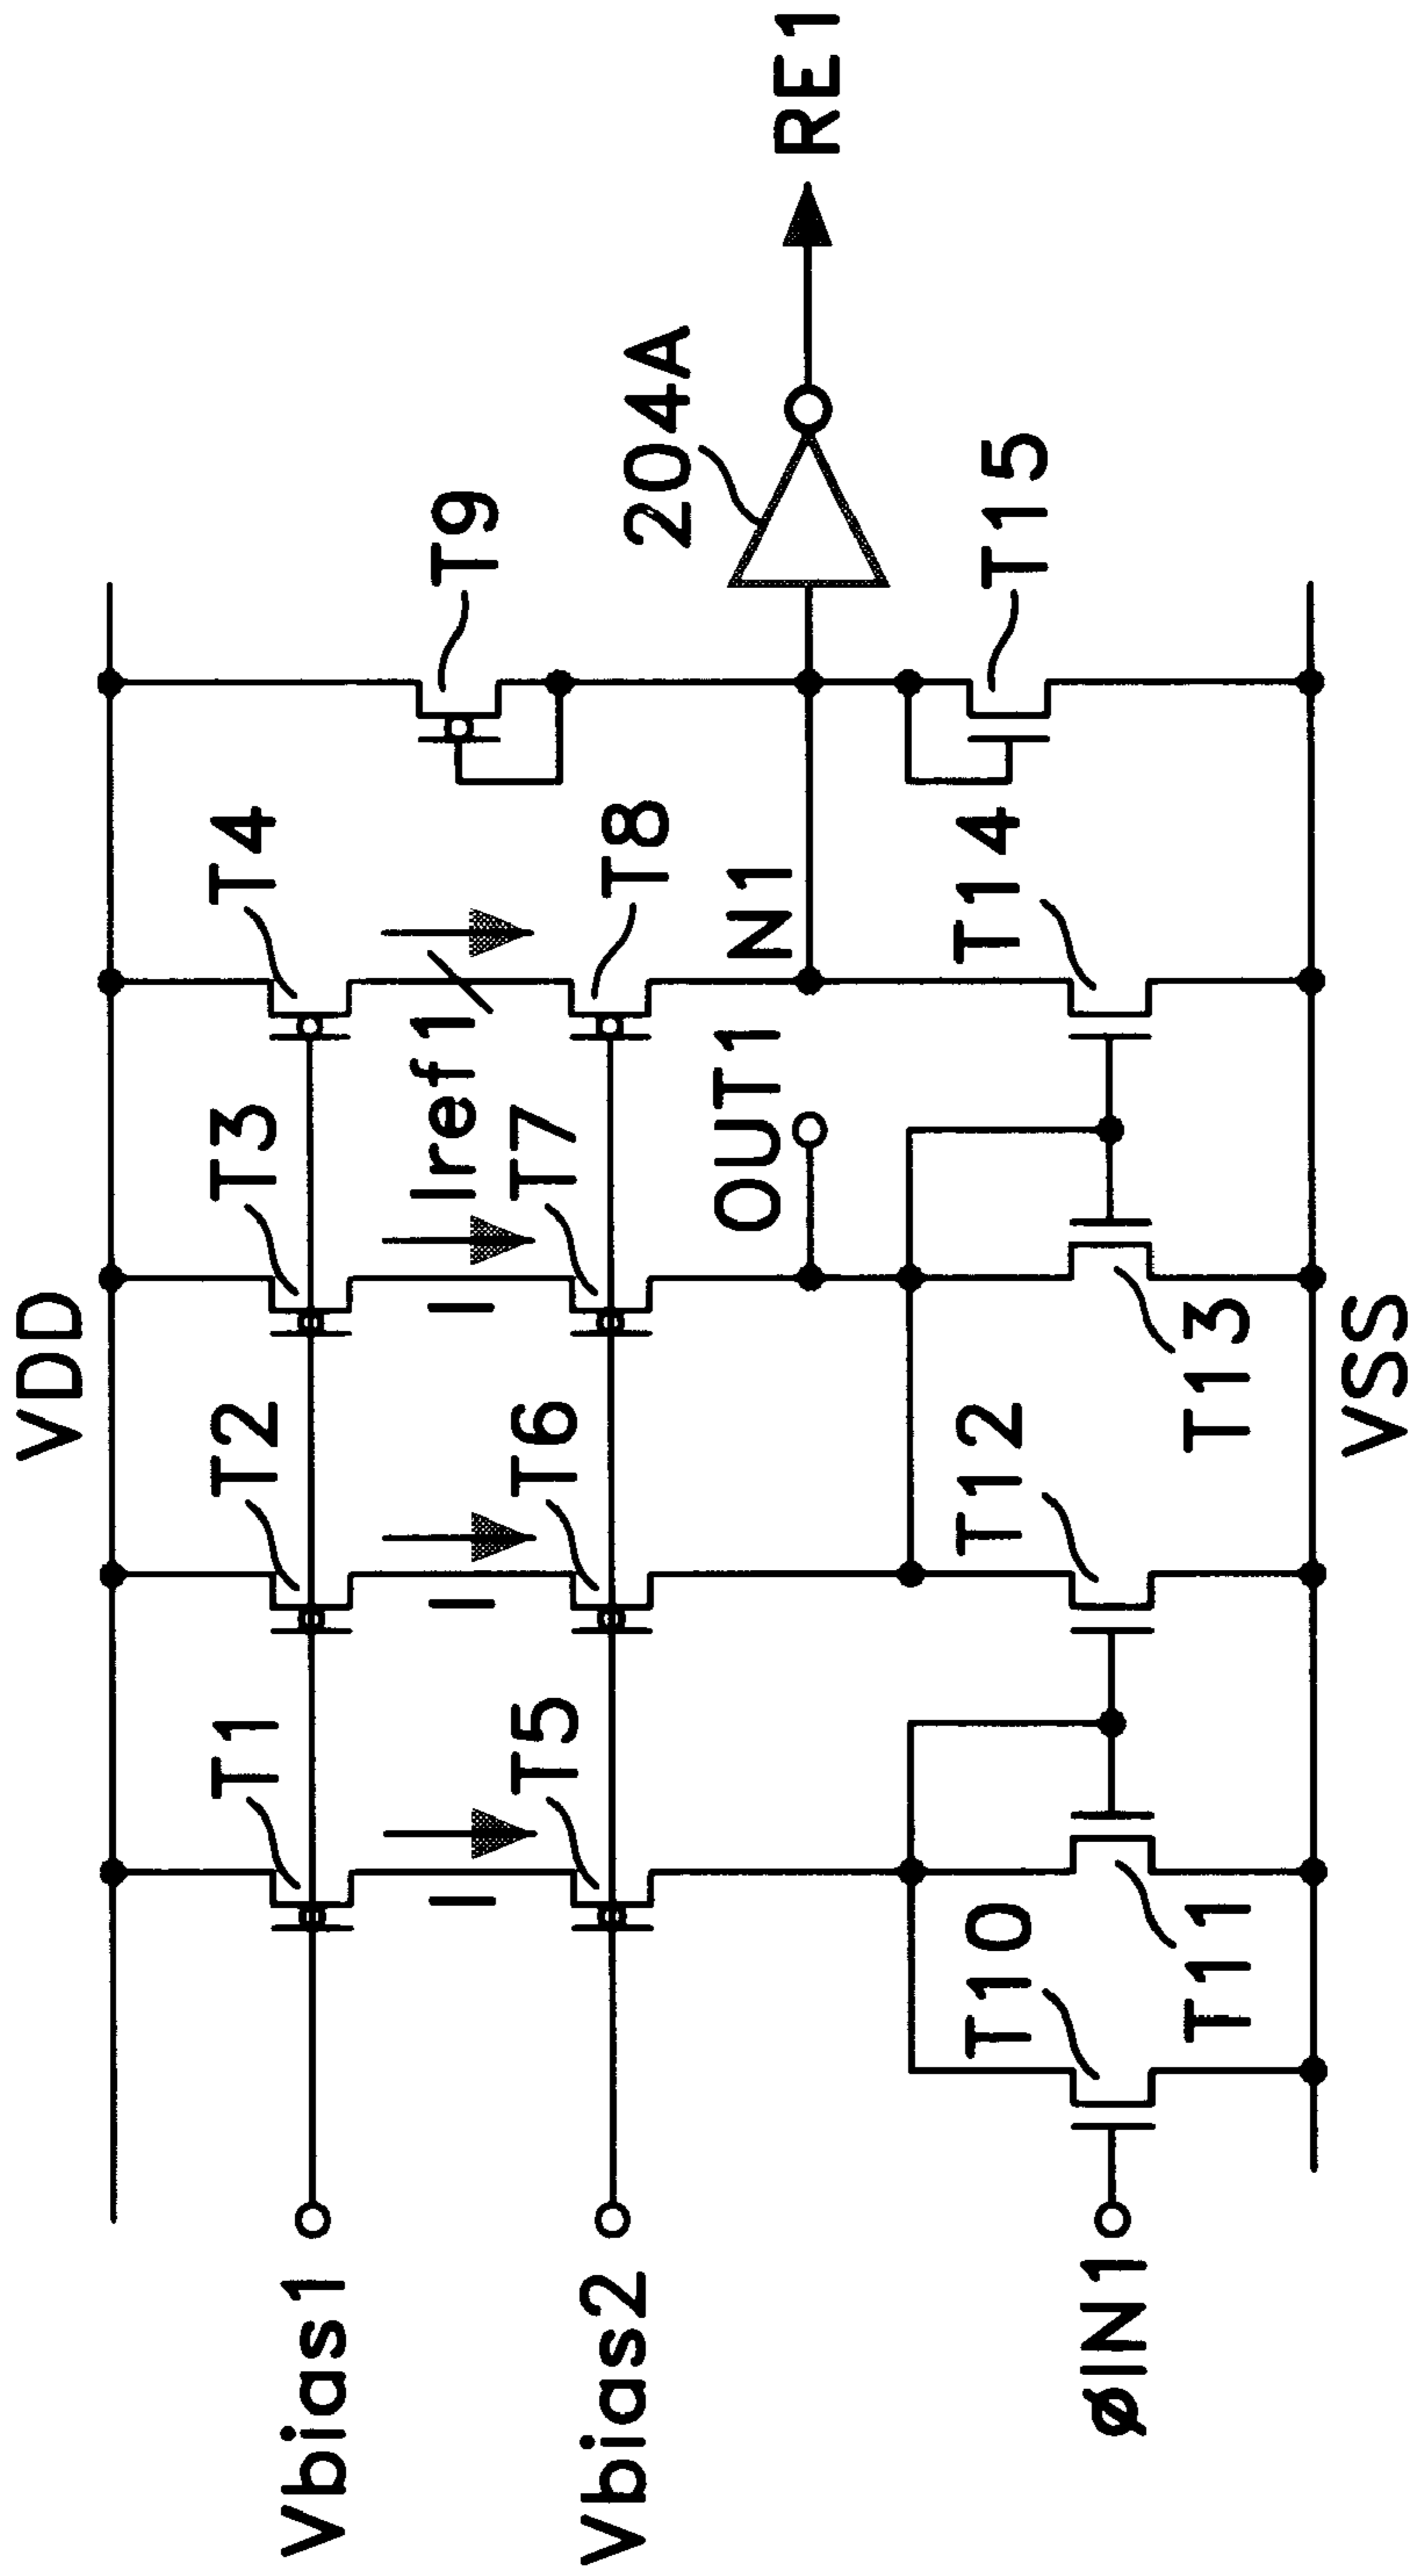 VDD
T1
T2
T3
T4
T9
Vbias1
I
I
I
Iref1
T5
T6
T7
T8
Vbias2
OUT1
N1
204A
RE1
T10
T12
T14
T15
øIN1
T11
T13
VSS